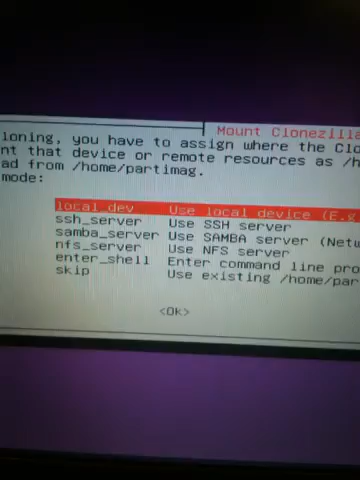 Mount Clonezilla
loning, you have to assign where the Clo
nt that device or remote resources as /h
ad from /home/partimag.
mode:
local_dev Use local device (E.g
ssh_server Use SSH server
samba_server Use SAMBA server (Netw
nfs_server Use NFS server
enter_shell Enter command line pro
skip Use existing /home/par
<Ok>